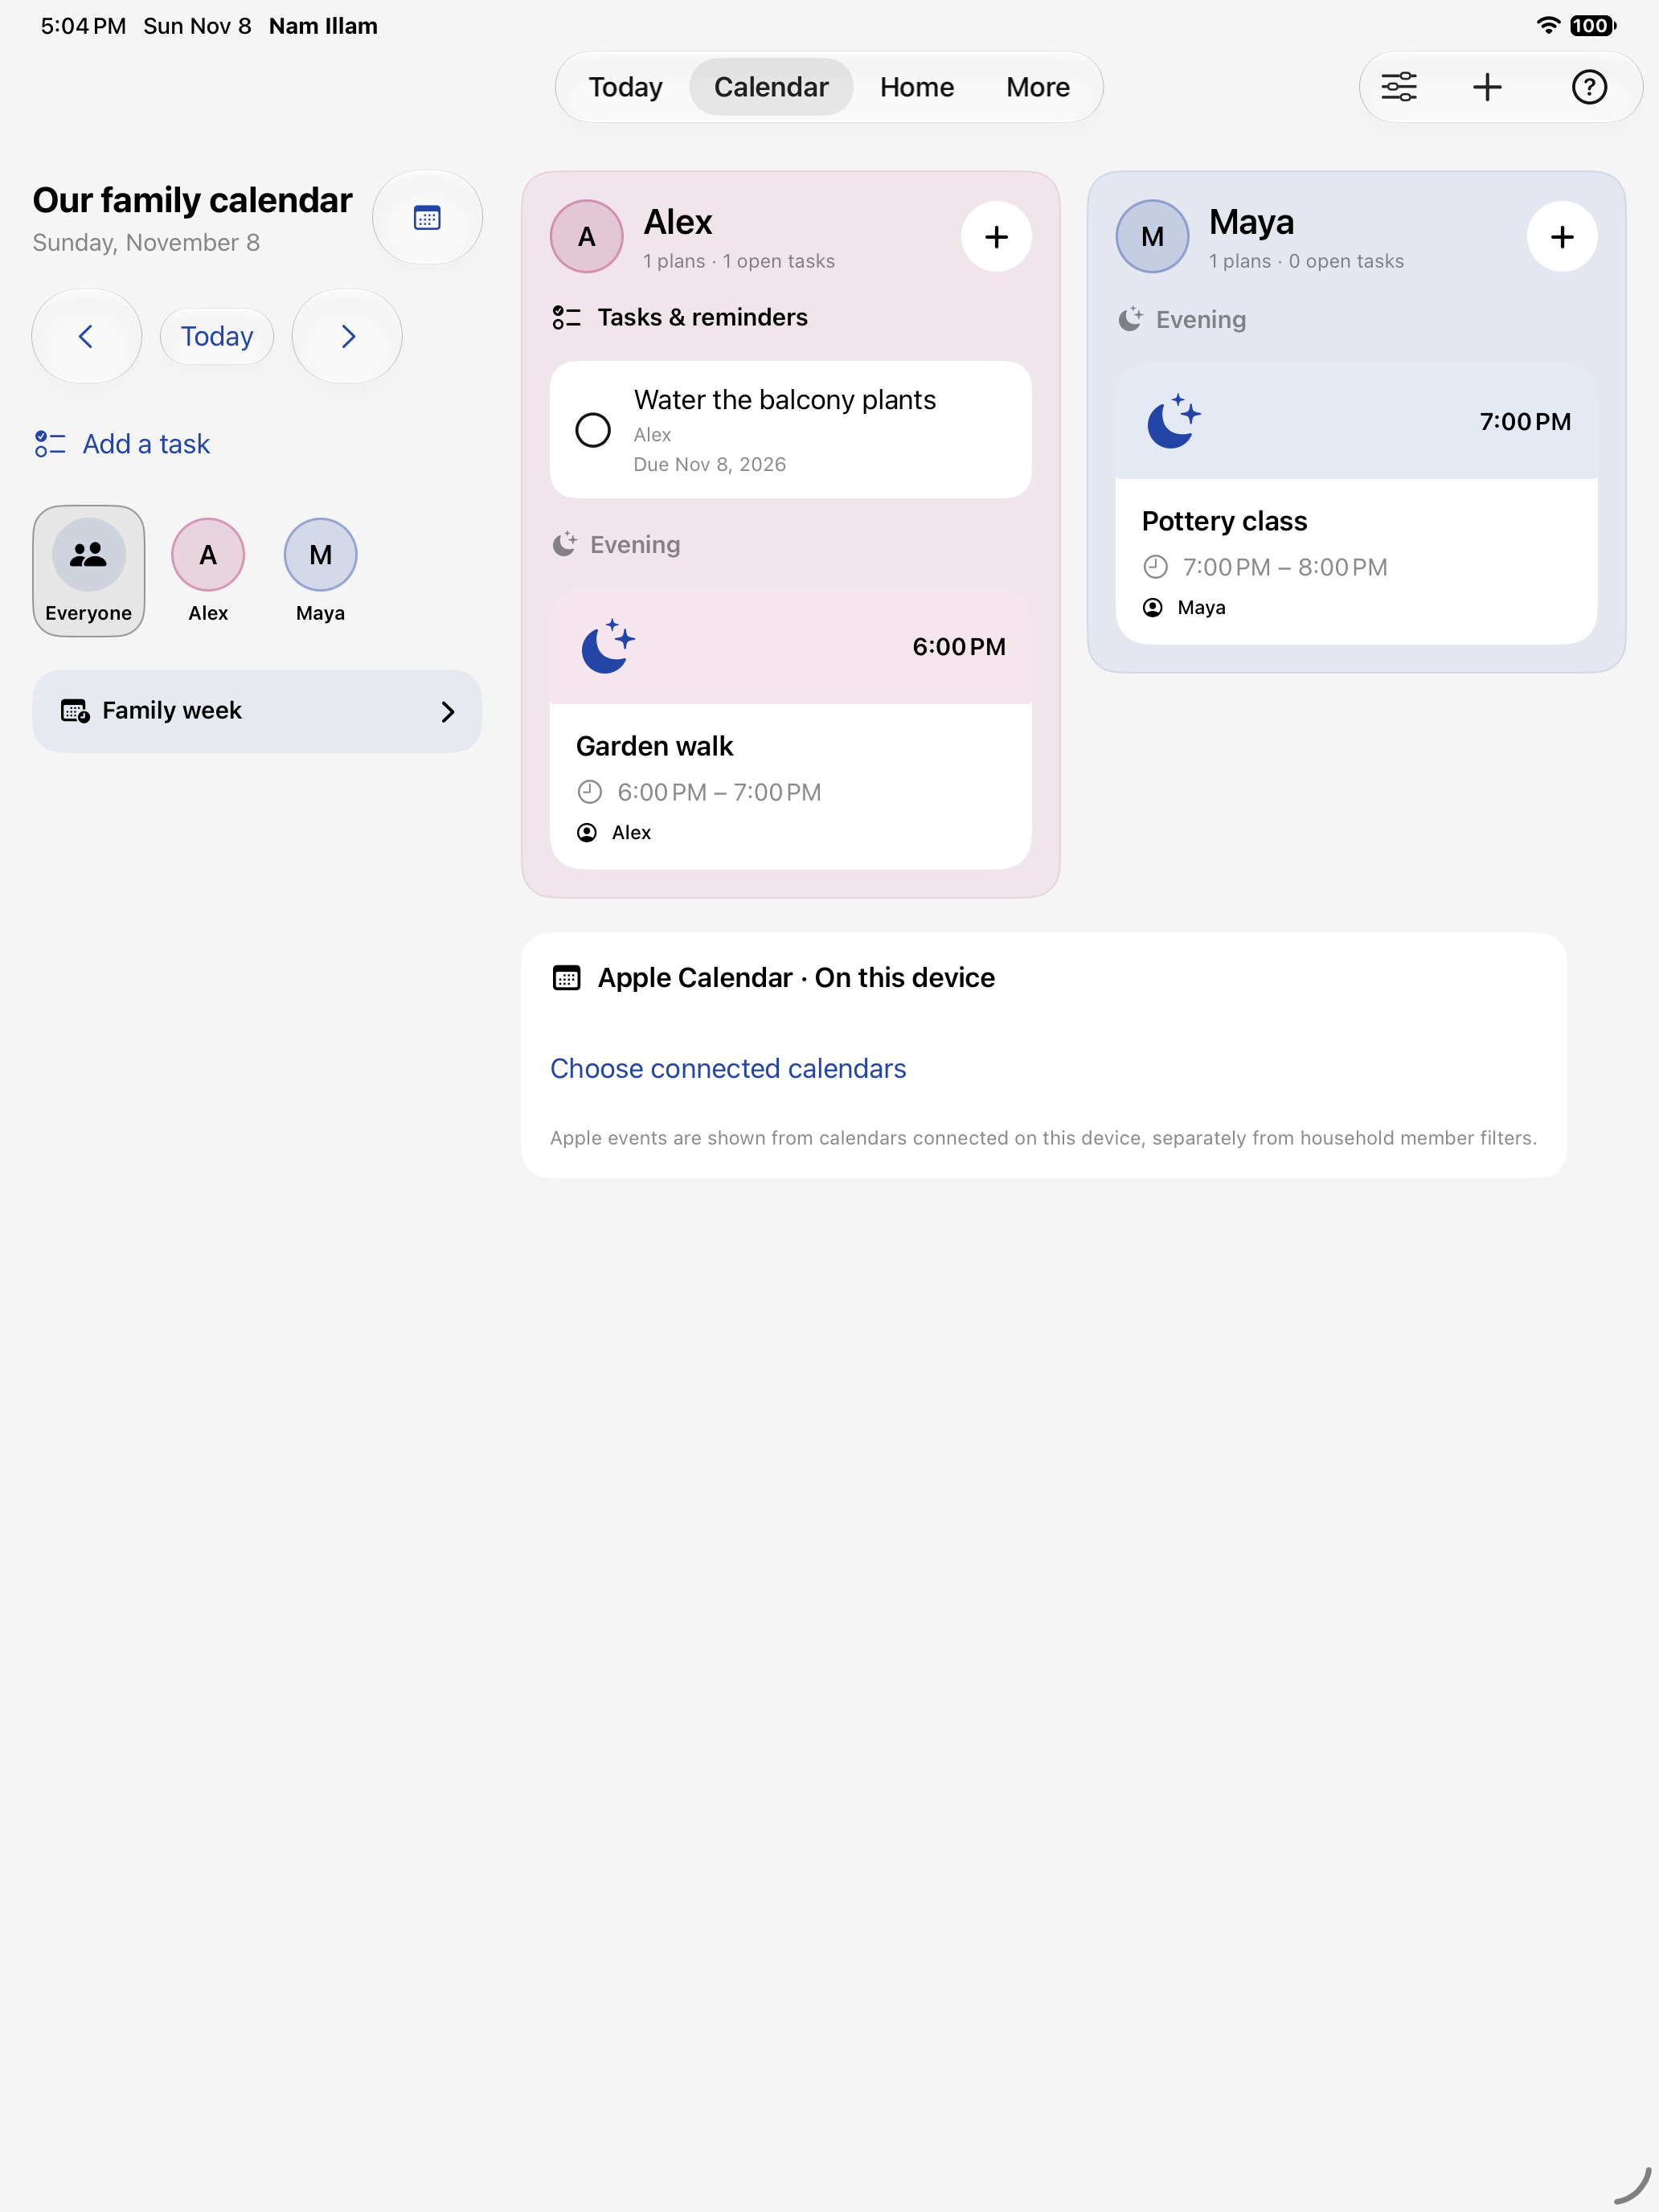 5:04 PM Sun Nov 8 Nam Illam
100
Today Calendar Home More
?
Our family calendar
Sunday, November 8
Today
Add a task
Everyone
A
Alex
M
Maya
Family week
A
Alex
1 plans · 1 open tasks
Tasks & reminders
Water the balcony plants
Alex
Due Nov 8, 2026
Evening
6:00 PM
Garden walk
6:00 PM – 7:00 PM
Alex
M
Maya
1 plans · 0 open tasks
Evening
7:00 PM
Pottery class
7:00 PM – 8:00 PM
Maya
Apple Calendar · On this device
Choose connected calendars
Apple events are shown from calendars connected on this device, separately from household member filters.